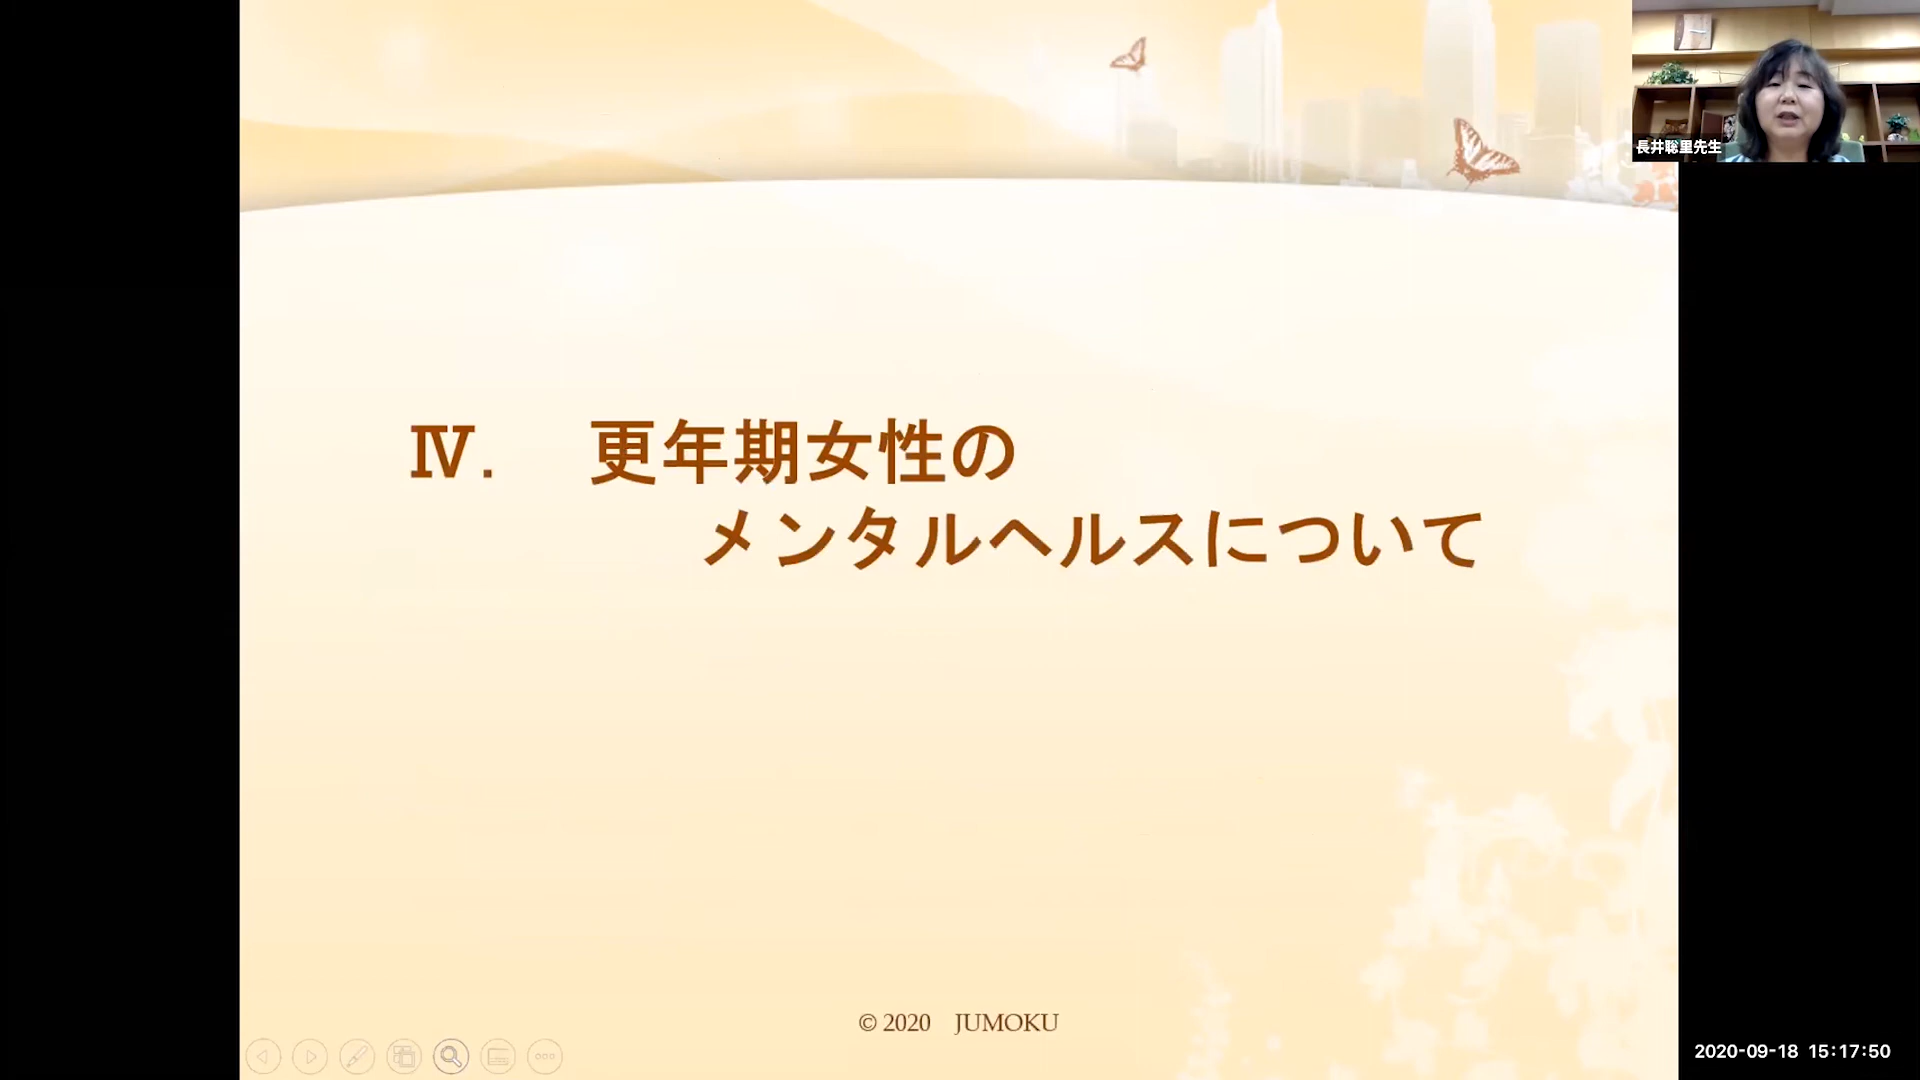 長井聡里先生
Ⅳ.　更年期女性の
メンタルヘルスについて
© 2020　JUMOKU
2020-09-18 15:17:50